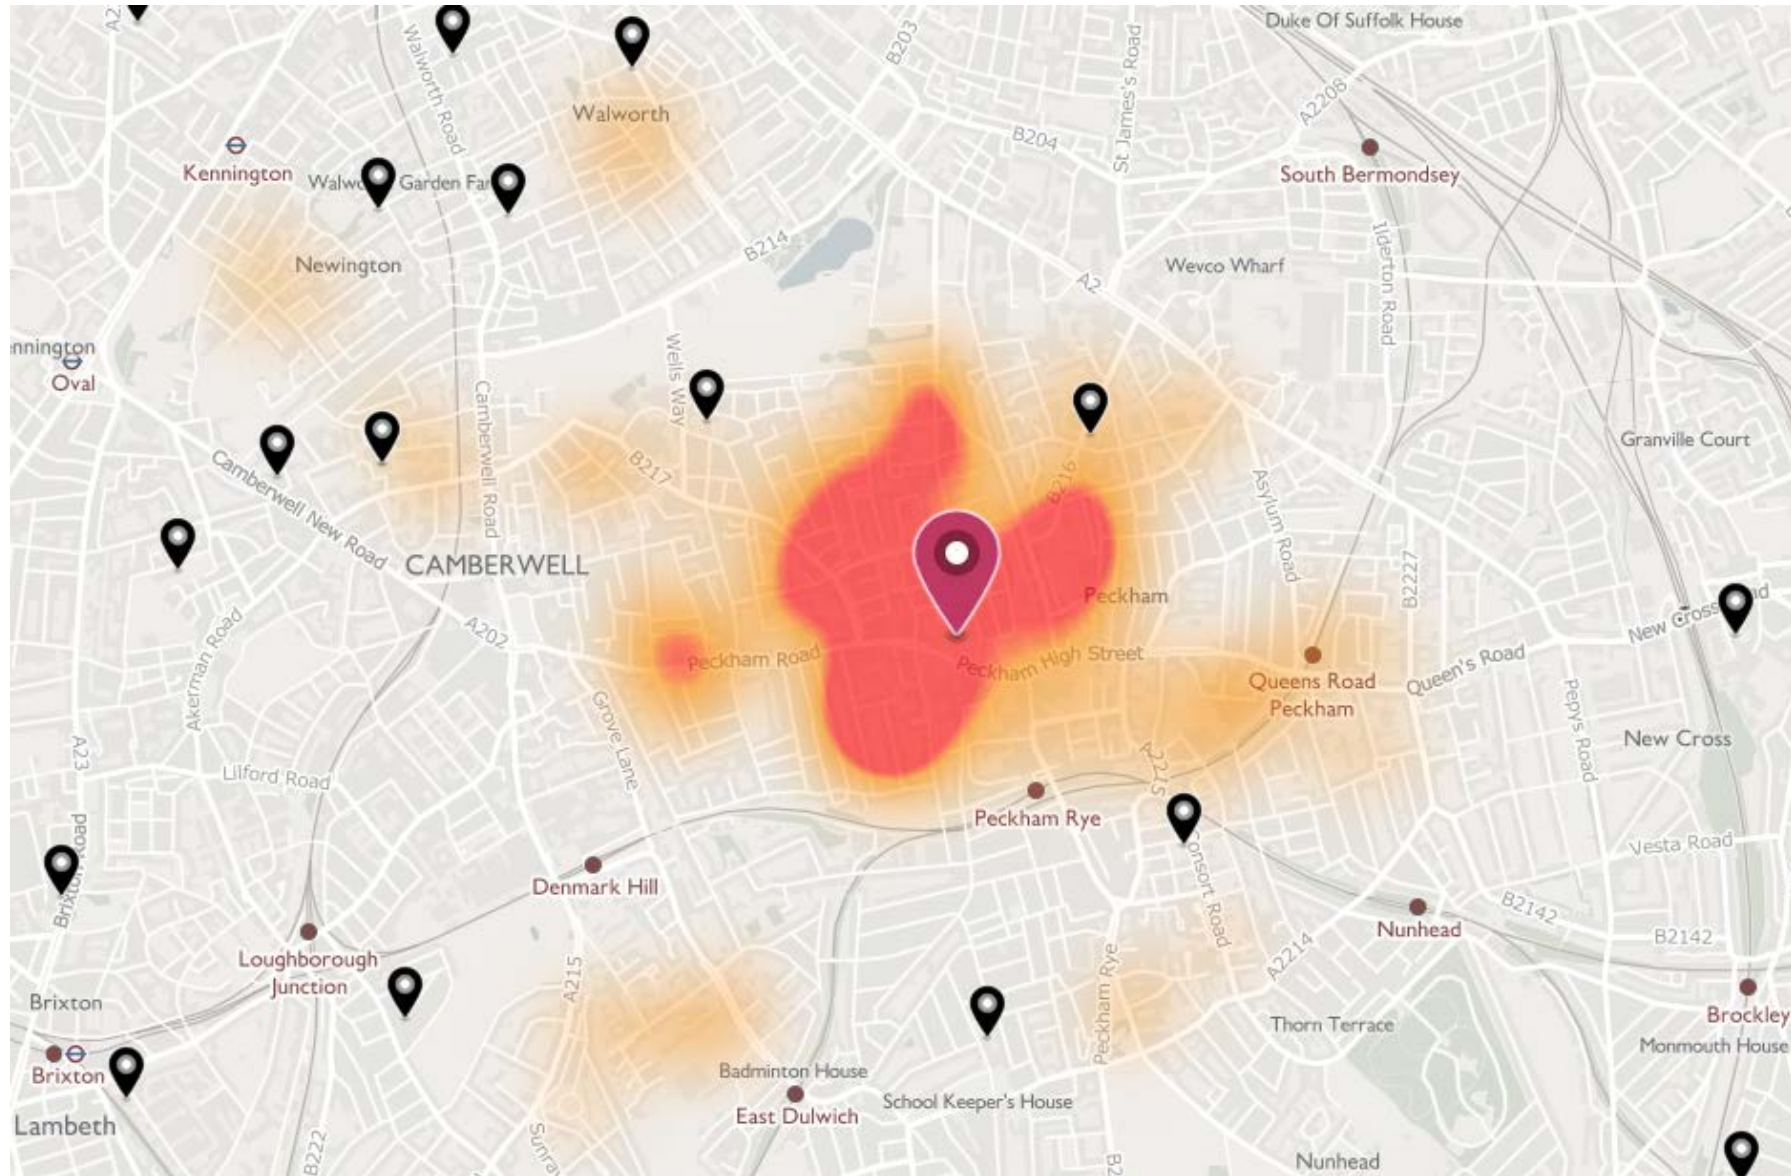 A2
Walworth Road
B203
St James's Road
Duke Of Suffolk House
A2208
Walworth
B204
Kennington
Garden
South Bermondsey
Newington
B214
Wevco Wharf
Ilderton Road
A2
nnington
Oval
Wells Way
Camberwell Road
B217
B216
Granville Court
Camberwell New Road
Asylum Road
CAMBERWELL
B2227
Peckham
New Cross
A202
Akerman Road
Peckham Road
Peckham High Street
Queens Road
Peckham
Queen's Road
Pepys Road
Grove Lane
A23
Lilford Road
A2215
New Cross
Peckham Rye
Vesta Road
Consort Road
Denmark Hill
Brixton
B2142
Nunhead
B2142
Loughborough
Junction
A215
Peckham Rye
A2214
Brixton
Thorn Terrace
Brockley
Monmouth House
Brixton
Badminton House
East Dulwich
School Keeper's House
Lambeth
B222
Sunray
B2
Nunhead